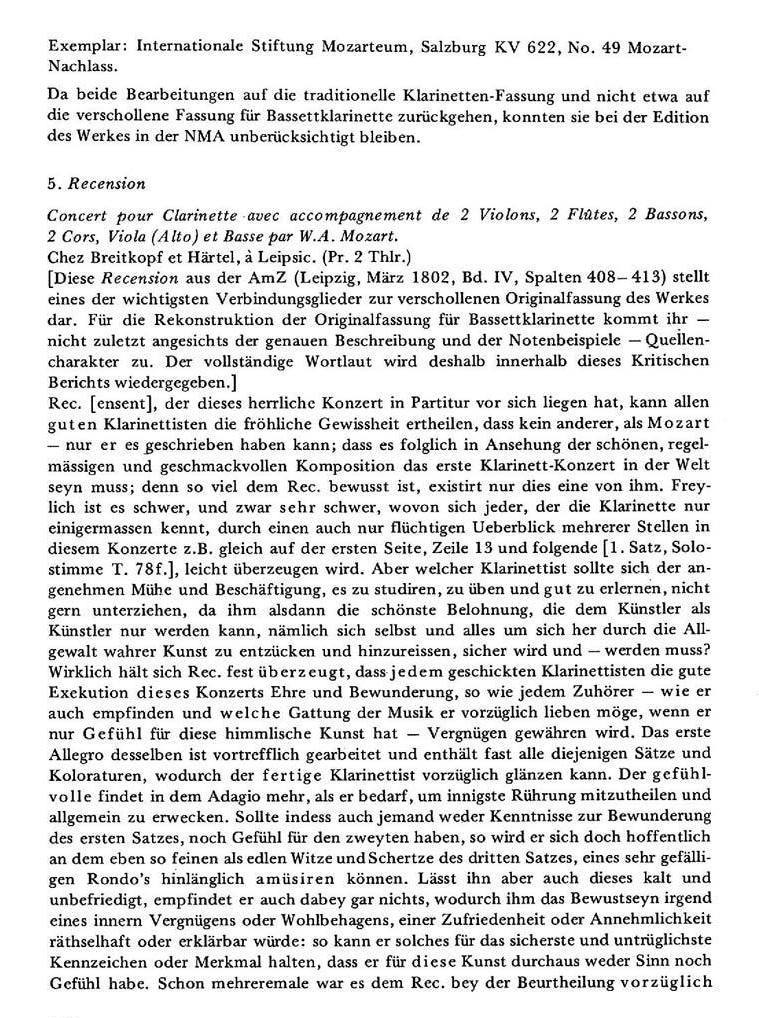 Exemplar: Internationale Stiftung Mozarteum, Salzburg KV 622, No. 49 Mozart-
Nachlass.
Da beide Bearbeitungen auf die traditionelle Klarinetten-Fassung und nicht etwa auf
die verschollene Fassung für Bassettklarinette zurückgehen, konnten sie bei der Edition
des Werkes in der NMA unberücksichtigt bleiben.
5. Recension
Concert pour Clarinette avec accompagnement de 2 Violons, 2 Flûtes, 2 Bassons,
2 Cors, Viola (Alto) et Basse par W.A. Mozart.
Chez Breitkopf et Härtel, à Leipsic. (Pr. 2 Thlr.)
[Diese Recension aus der AmZ (Leipzig, März 1802, Bd. IV, Spalten 408–413) stellt
eines der wichtigsten Verbindungsglieder zur verschollenen Originalfassung des Werkes
dar. Für die Rekonstruktion der Originalfassung für Bassettklarinette kommt ihr —
nicht zuletzt angesichts der genauen Beschreibung und der Notenbeispiele — Quellen-
charakter zu. Der vollständige Wortlaut wird deshalb innerhalb dieses Kritischen
Berichts wiedergegeben.]
Rec. [ensent], der dieses herrliche Konzert in Partitur vor sich liegen hat, kann allen
guten Klarinettisten die fröhliche Gewissheit ertheilen, dass kein anderer, als Mozart
— nur er es geschrieben haben kann; dass es folglich in Ansehung der schönen, regel-
mässigen und geschmackvollen Komposition das erste Klarinett-Konzert in der Welt
seyn muss; denn so viel dem Rec. bewusst ist, existirt nur dies eine von ihm. Frey-
lich ist es schwer, und zwar sehr schwer, wovon sich jeder, der die Klarinette nur
einigermassen kennt, durch einen auch nur flüchtigen Ueberblick mehrerer Stellen in
diesem Konzerte z.B. gleich auf der ersten Seite, Zeile 13 und folgende [1. Satz, Solo-
stimme T. 78f.], leicht überzeugen wird. Aber welcher Klarinettist sollte sich der an-
genehmen Mühe und Beschäftigung, es zu studiren, zu üben und gut zu erlernen, nicht
gern unterziehen, da ihm alsdann die schönste Belohnung, die dem Künstler als
Künstler nur werden kann, nämlich sich selbst und alles um sich her durch die All-
gewalt wahrer Kunst zu entzücken und hinzureissen, sicher wird und — werden muss?
Wirklich hält sich Rec. fest überzeugt, dass jedem geschickten Klarinettisten die gute
Exekution dieses Konzerts Ehre und Bewunderung, so wie jedem Zuhörer — wie er
auch empfinden und welche Gattung der Musik er vorzüglich lieben möge, wenn er
nur Gefühl für diese himmlische Kunst hat — Vergnügen gewähren wird. Das erste
Allegro desselben ist vortrefflich gearbeitet und enthält fast alle diejenigen Sätze und
Koloraturen, wodurch der fertige Klarinettist vorzüglich glänzen kann. Der gefühl-
volle findet in dem Adagio mehr, als er bedarf, um innigste Rührung mitzutheilen und
allgemein zu erwecken. Sollte indess auch jemand weder Kenntnisse zur Bewunderung
des ersten Satzes, noch Gefühl für den zweyten haben, so wird er sich doch hoffentlich
an dem eben so feinen als edlen Witze und Schertze des dritten Satzes, eines sehr gefälli-
gen Rondo's hinlänglich amüsiren können. Lässt ihn aber auch dieses kalt und
unbefriedigt, empfindet er auch dabey gar nichts, wodurch ihm das Bewustseyn irgend
eines innern Vergnügens oder Wohlbehagens, einer Zufriedenheit oder Annehmlichkeit
räthselhaft oder erklärbar würde: so kann er solches für das sicherste und untrüglichste
Kennzeichen oder Merkmal halten, dass er für diese Kunst durchaus weder Sinn noch
Gefühl habe. Schon mehreremale war es dem Rec. bey der Beurtheilung vorzüglich